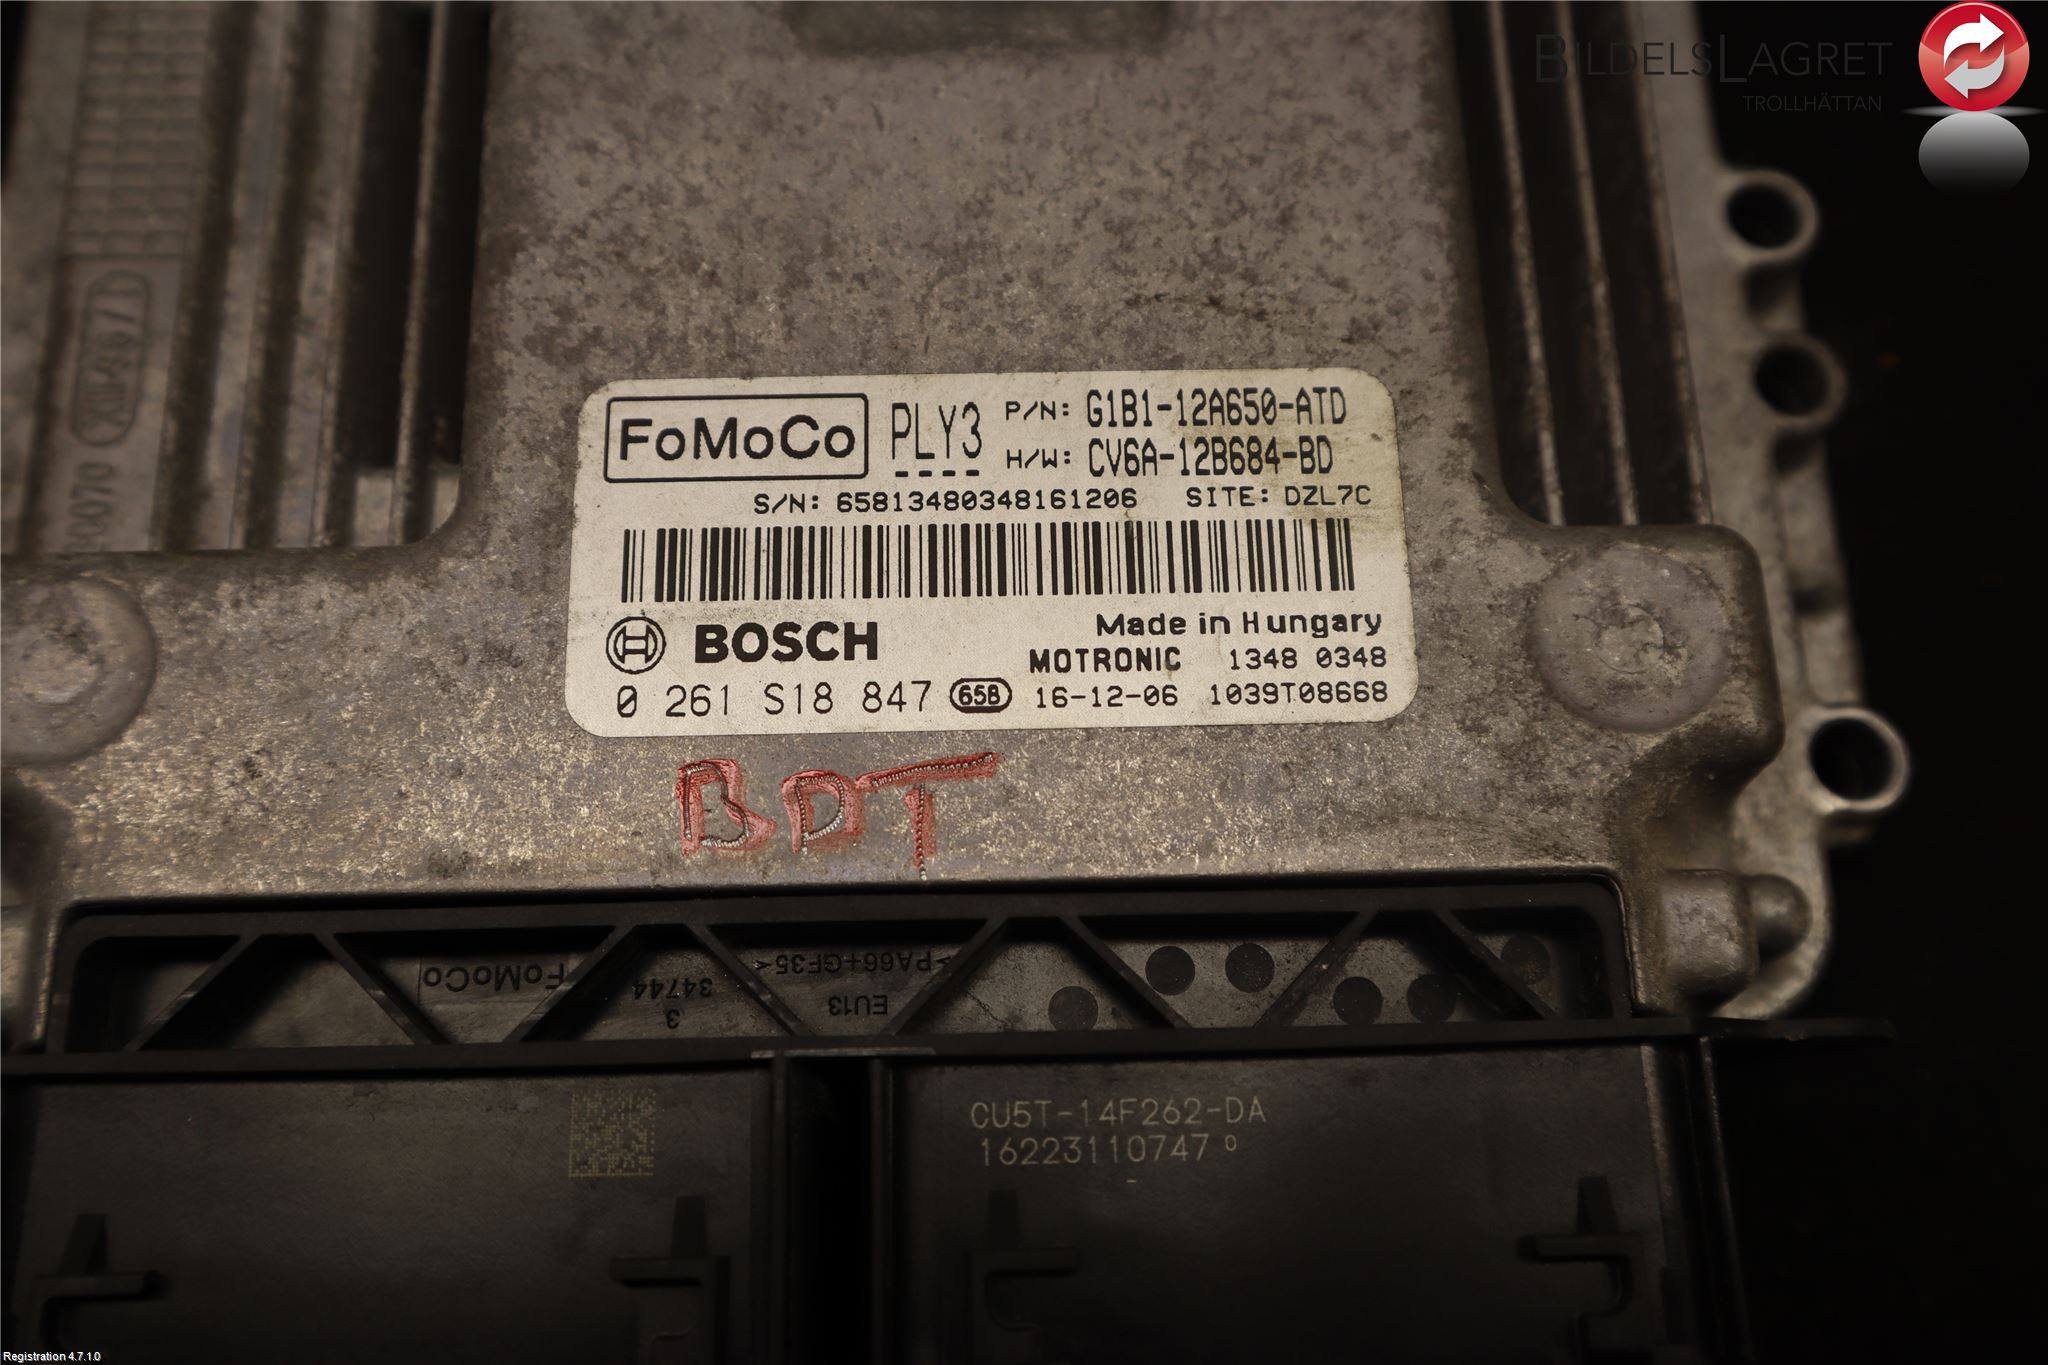 BILDELSLAGRET
TROLLHÄTTAN
FoMoCo PLY3 P/N: G1B1-12A650-ATD
H/W: CV6A-12B684-BD
S/N: 65813480348161206 SITE: DZL7C
BOSCH Made in Hungary
MOTRONIC 1348 0348
0 261 S18 847 65B 16-12-06 1039T08668
BDT
FoMoCo
34744
3
>PA66+GF35<
EU13
CU5T-14F262-DA
16223110747 0
Registration 4.7.1.0